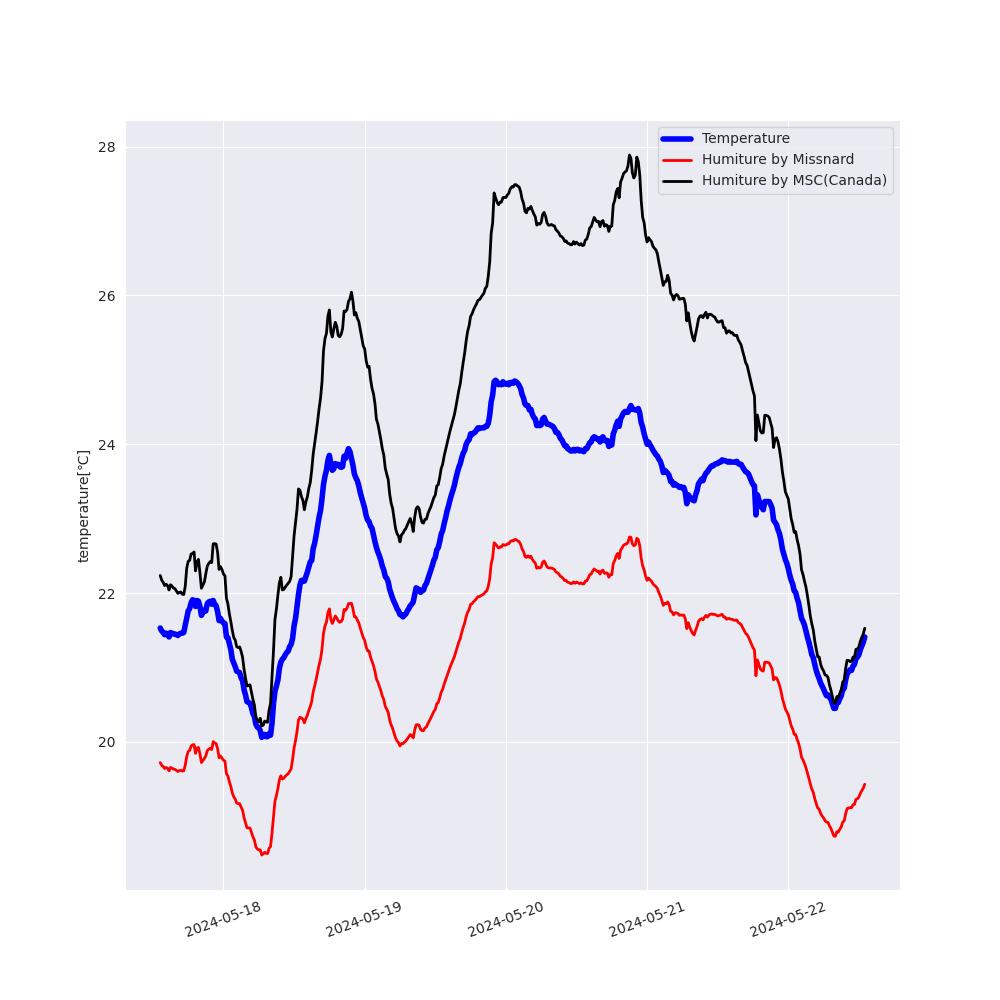 Temperature
Humiture by Missnard
Humiture by MSC(Canada)
28
26
24
22
20
temperature[℃]
2024-05-18
2024-05-19
2024-05-20
2024-05-21
2024-05-22